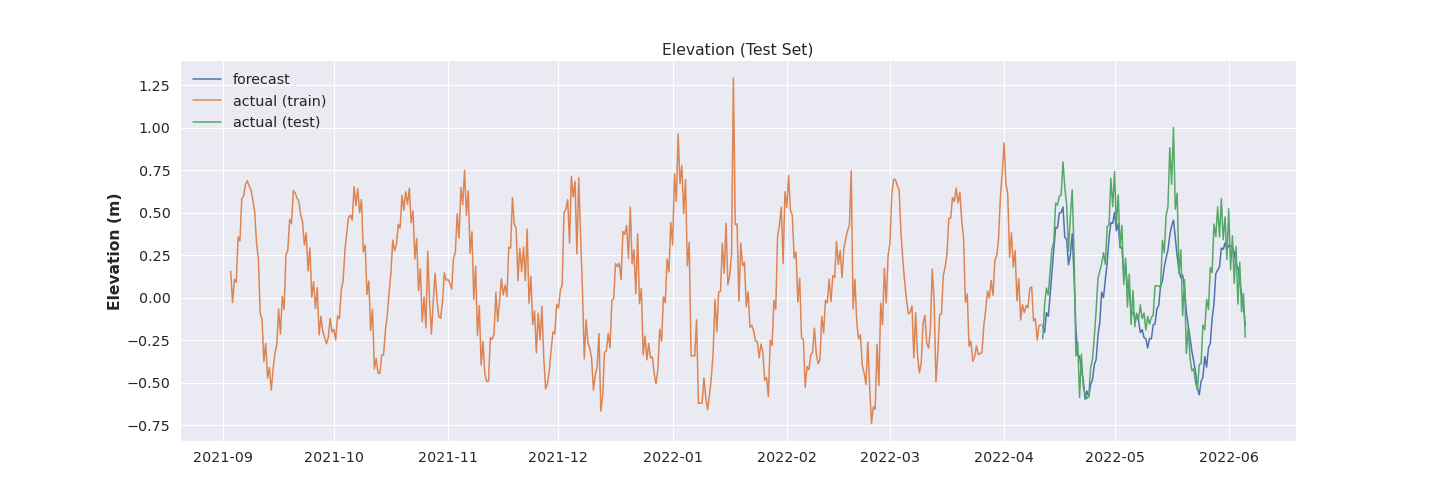 Elevation (Test Set)
forecast
actual (train)
actual (test)
Elevation (m)
1.25
1.00
0.75
0.50
0.25
0.00
−0.25
−0.50
−0.75
2021-09 2021-10 2021-11 2021-12 2022-01 2022-02 2022-03 2022-04 2022-05 2022-06